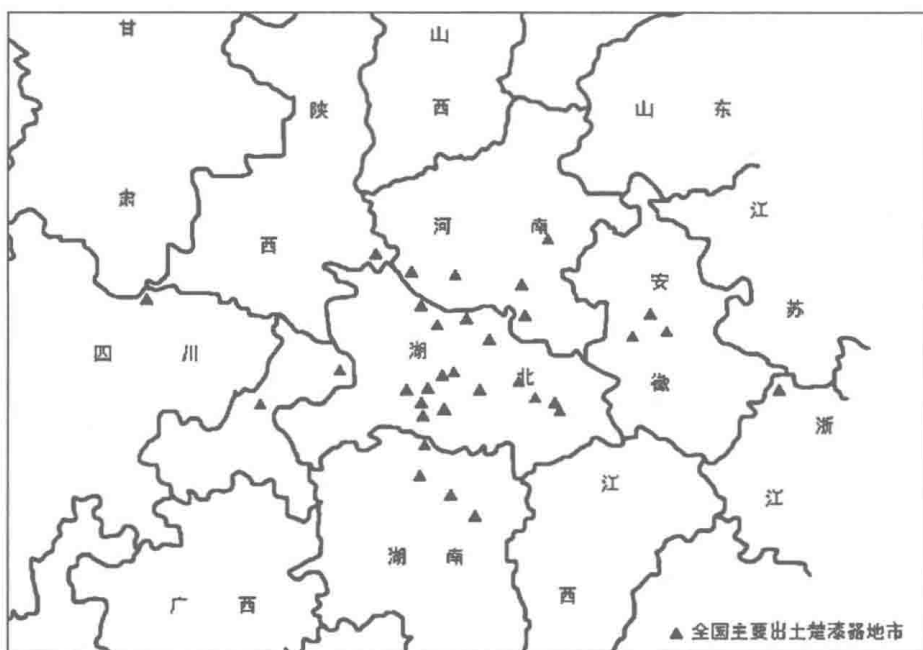 甘肃
陕西
山西
山东
河南
江苏
安徽
四川
湖北
浙江
湖南
江西
广西
▲ 全国主要出土楚漆器地市